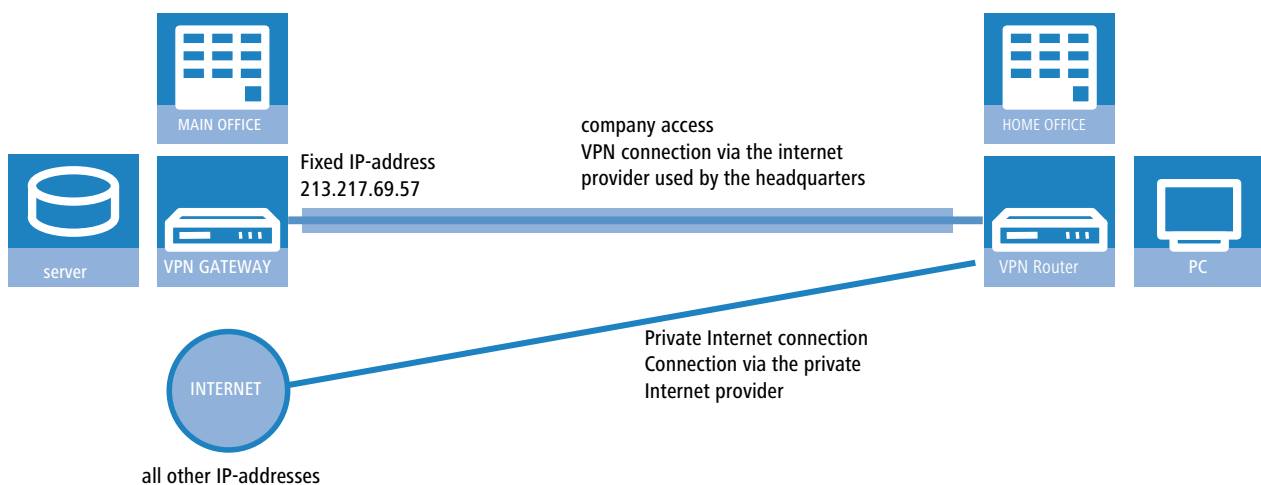 MAIN OFFICE
HOME OFFICE
company access
VPN connection via the internet
provider used by the headquarters
Fixed IP-address
213.217.69.57
server
VPN GATEWAY
VPN Router
PC
Private Internet connection
Connection via the private
Internet provider
INTERNET
all other IP-addresses